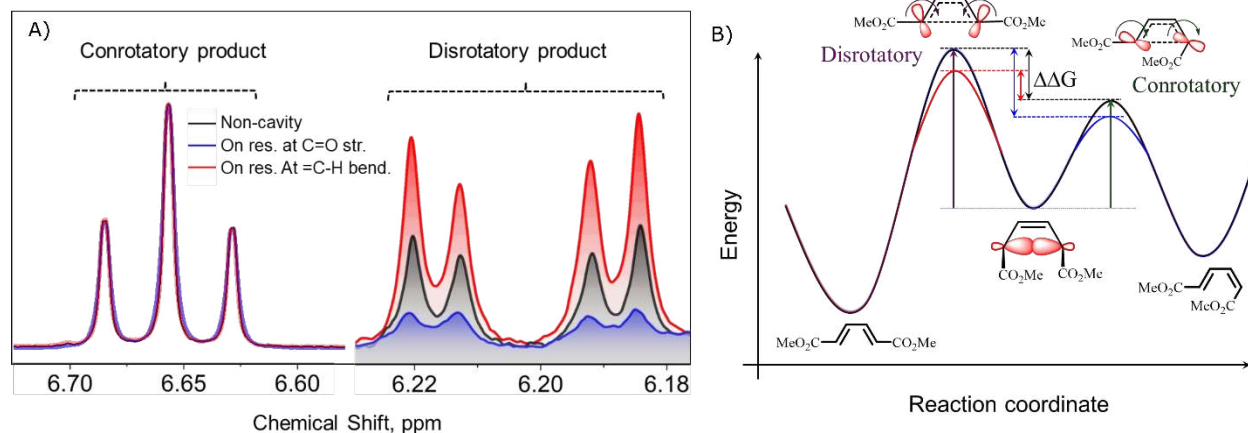 A)
Conrotatory product
Disrotatory product
Non-cavity
On res. at C=O str.
On res. At =C-H bend.
6.70
6.65
6.60
6.22
6.20
6.18
Chemical Shift, ppm
B)
MeO₂C
CO₂Me
MeO₂C
MeO₂C
Disrotatory
ΔΔG
Conrotatory
Energy
CO₂Me
CO₂Me
MeO₂C
CO₂Me
MeO₂C
MeO₂C
Reaction coordinate